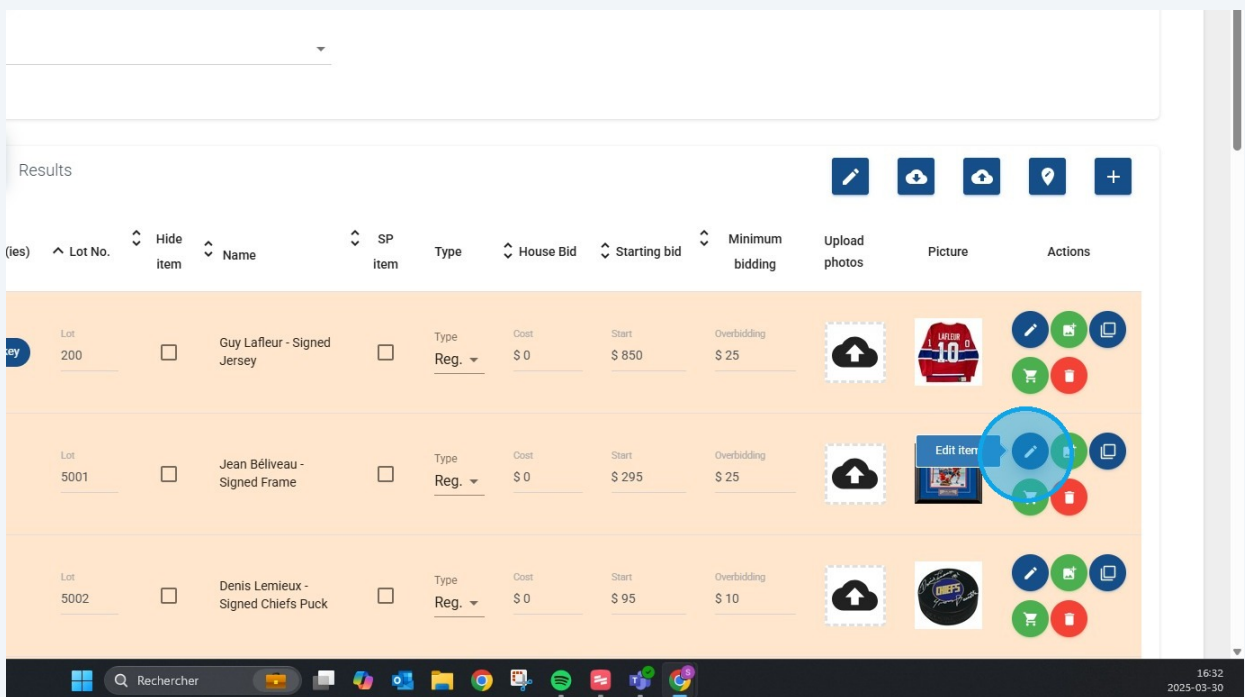 Results
(ies)
Lot No.
Hide
item
Name
SP
item
Type
House Bid
Starting bid
Minimum
bidding
Upload
photos
Picture
Actions
key
Lot
200
Guy Lafleur - Signed
Jersey
Type
Reg.
Cost
$ 0
Start
$ 850
Overbidding
$ 25
LAFLEUR
10
Lot
5001
Jean Béliveau -
Signed Frame
Type
Reg.
Cost
$ 0
Start
$ 295
Overbidding
$ 25
Edit item
Lot
5002
Denis Lemieux -
Signed Chiefs Puck
Type
Reg.
Cost
$ 0
Start
$ 95
Overbidding
$ 10
CHIEFS
Rechercher
16:32
2025-03-30